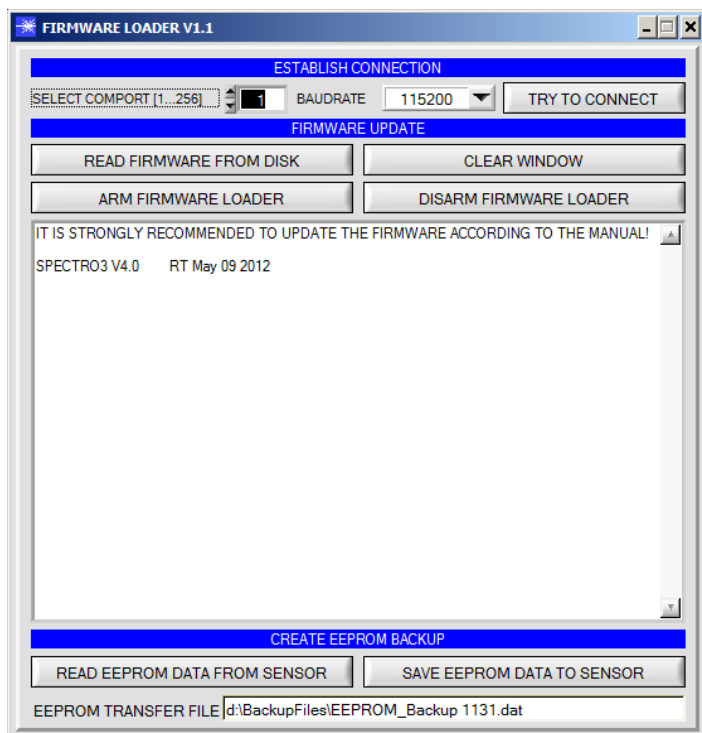 FIRMWARE LOADER V1.1
ESTABLISH CONNECTION
SELECT COMPORT [1...256] 1 BAUDRATE 115200 TRY TO CONNECT
FIRMWARE UPDATE
READ FIRMWARE FROM DISK CLEAR WINDOW
ARM FIRMWARE LOADER DISARM FIRMWARE LOADER
IT IS STRONGLY RECOMMENDED TO UPDATE THE FIRMWARE ACCORDING TO THE MANUAL!
SPECTRO3 V4.0 RT May 09 2012
CREATE EEPROM BACKUP
READ EEPROM DATA FROM SENSOR SAVE EEPROM DATA TO SENSOR
EEPROM TRANSFER FILE d:\BackupFiles\EEPROM_Backup 1131.dat